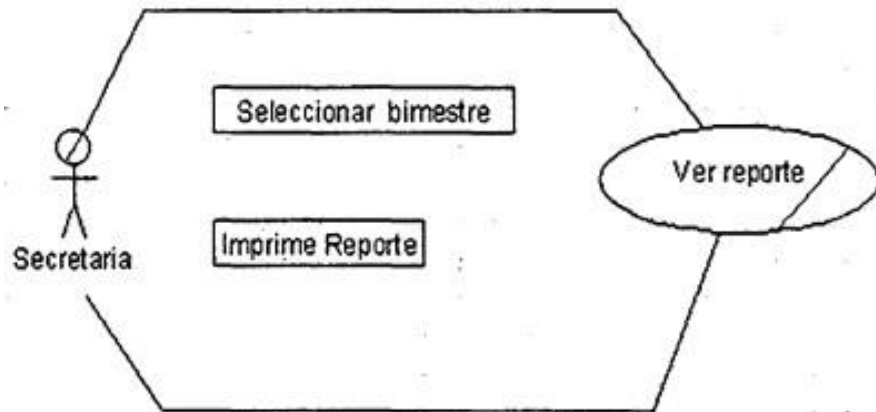 Seleccionar bimestre
Ver reporte
Imprime Reporte
Secretaria